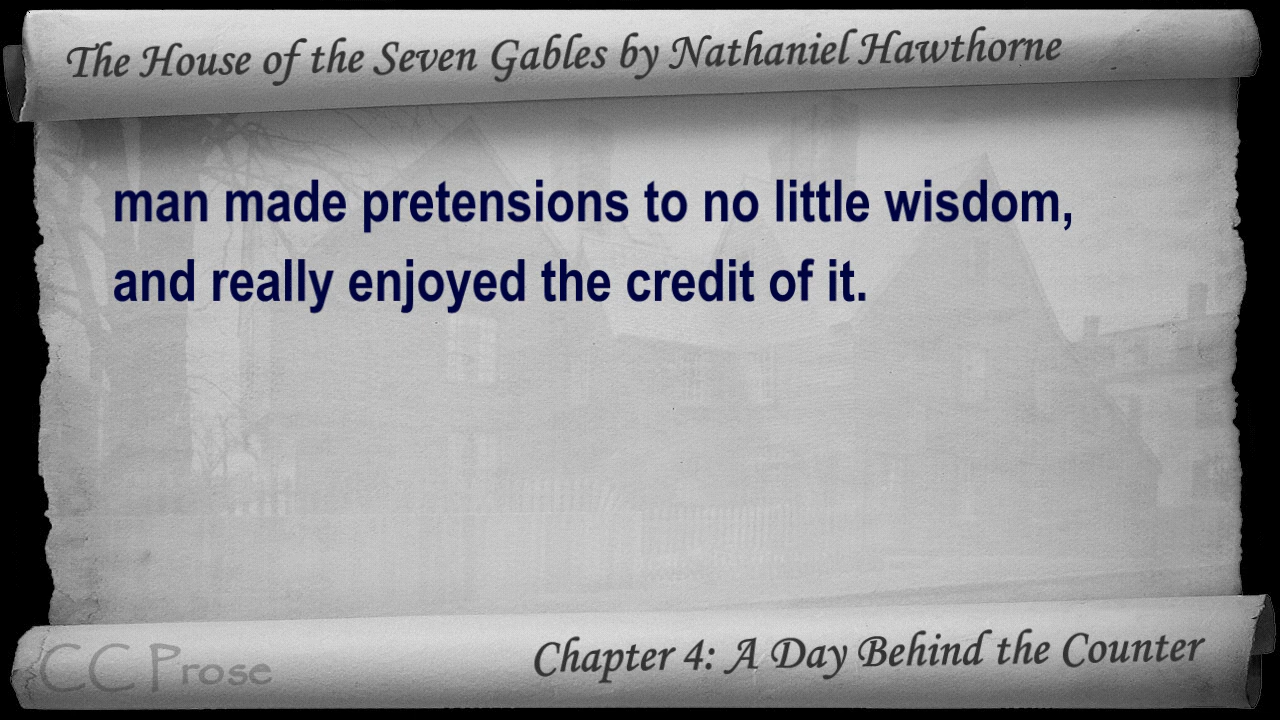 The House of the Seven Gables by Nathaniel Hawthorne
man made pretensions to no little wisdom,
and really enjoyed the credit of it.
CC Prose
Chapter 4: A Day Behind the Counter